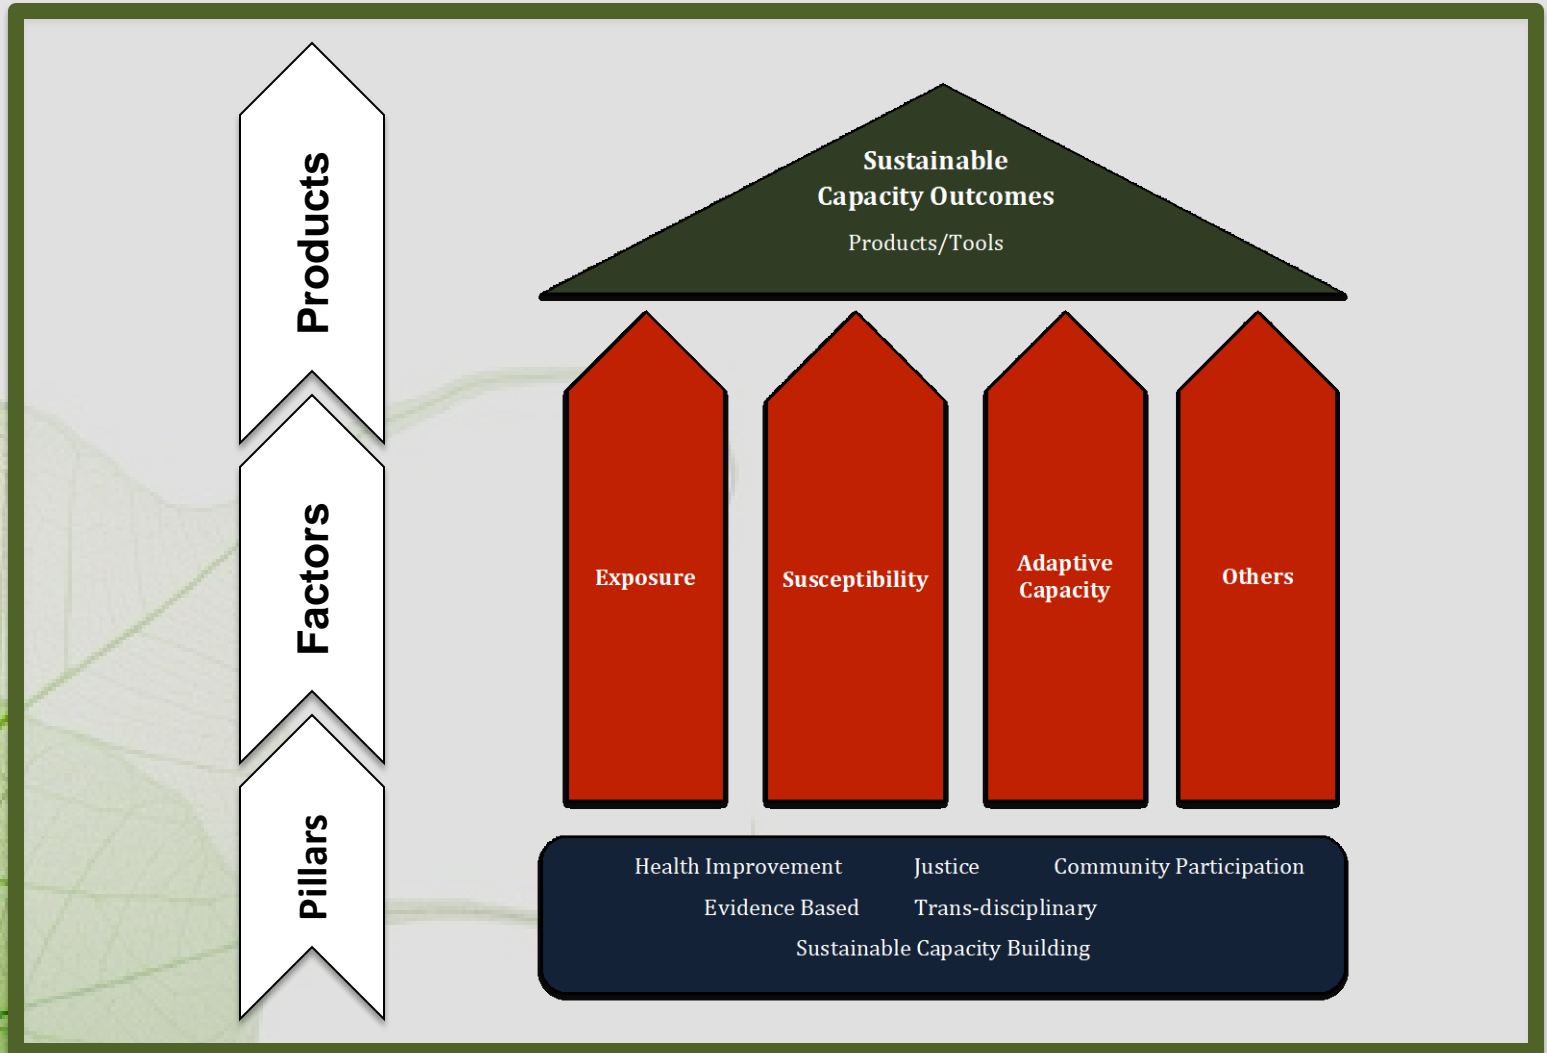 Products
Factors
Pillars
Sustainable
Capacity Outcomes
Products/Tools
Exposure
Susceptibility
Adaptive
Capacity
Others
Health Improvement Justice Community Participation
Evidence Based Trans-disciplinary
Sustainable Capacity Building